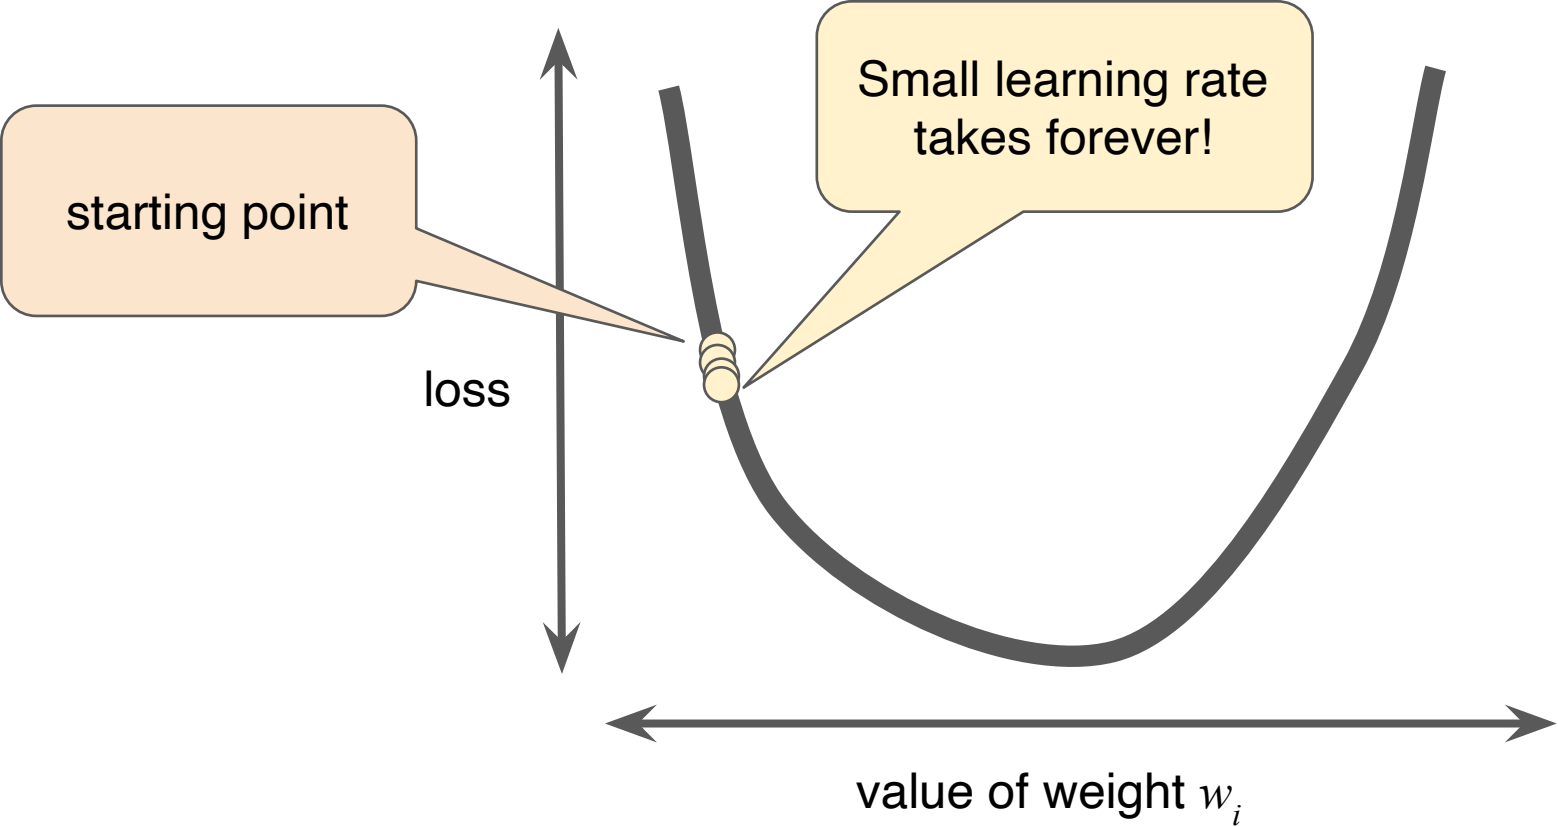 Small learning rate
takes forever!
starting point
loss
value of weight wᵢ